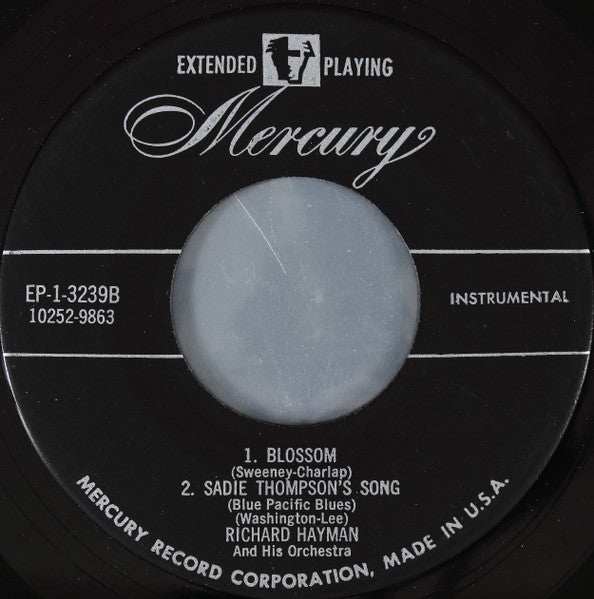 EXTENDED PLAYING
Mercury
EP-1-3239B
10252-9863
INSTRUMENTAL
1. BLOSSOM
(Sweeney-Charlap)
2. SADIE THOMPSON'S SONG
(Blue Pacific Blues)
(Washington-Lee)
RICHARD HAYMAN
And His Orchestra
MERCURY RECORD CORPORATION, MADE IN U.S.A.